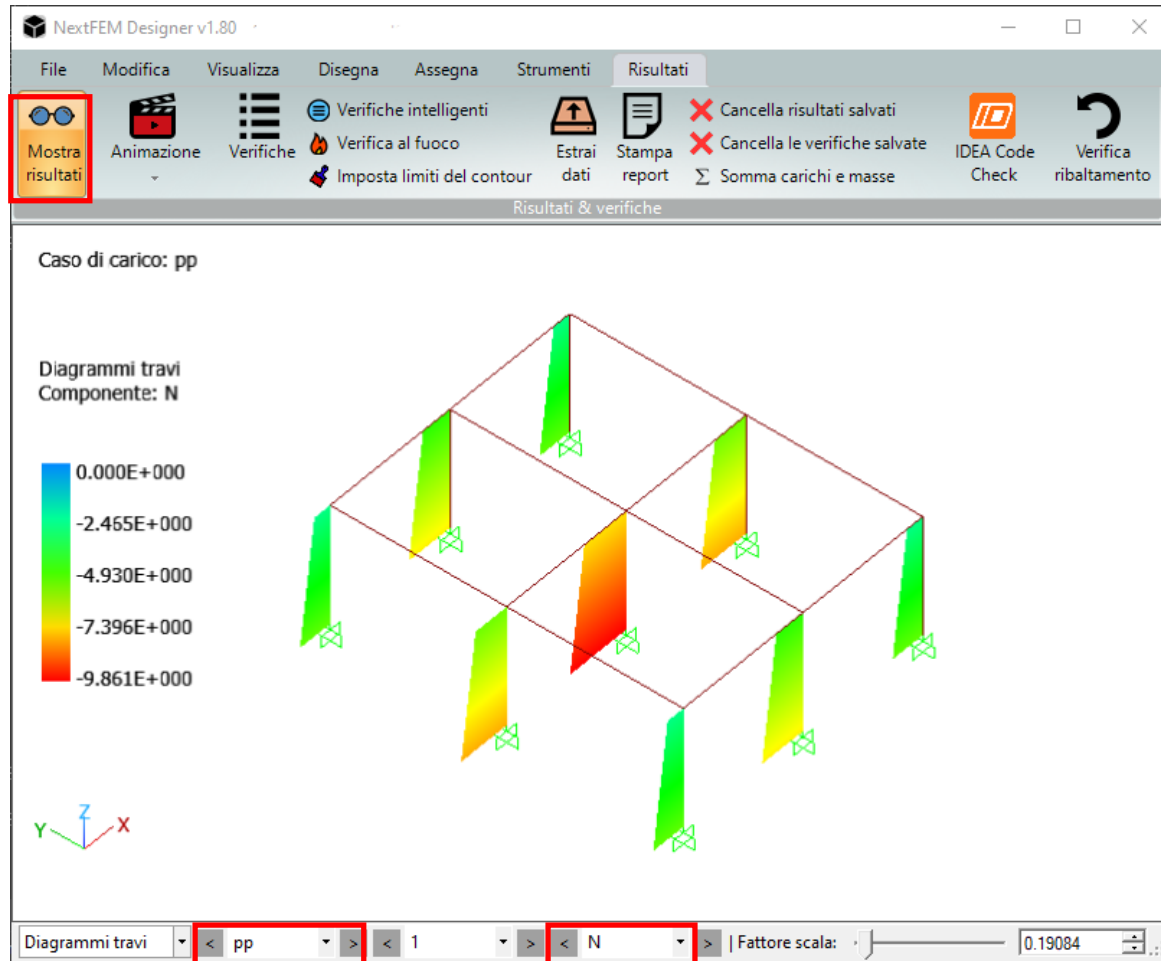 NextFEM Designer v1.80
File Modifica Visualizza Disegna Assegna Strumenti Risultati
Mostra risultati
Animazione
Verifiche
Verifiche intelligenti
Verifica al fuoco
Imposta limiti del contour
Estrai dati
Stampa report
Cancella risultati salvati
Cancella le verifiche salvate
Σ Somma carichi e masse
IDEA Code Check
Verifica ribaltamento
Risultati & verifiche
Caso di carico: pp
Diagrammi travi
Componente: N
0.000E+000
-2.465E+000
-4.930E+000
-7.396E+000
-9.861E+000
Z
Y X
Diagrammi travi < pp > < 1 > < N > | Fattore scala: 0.19084